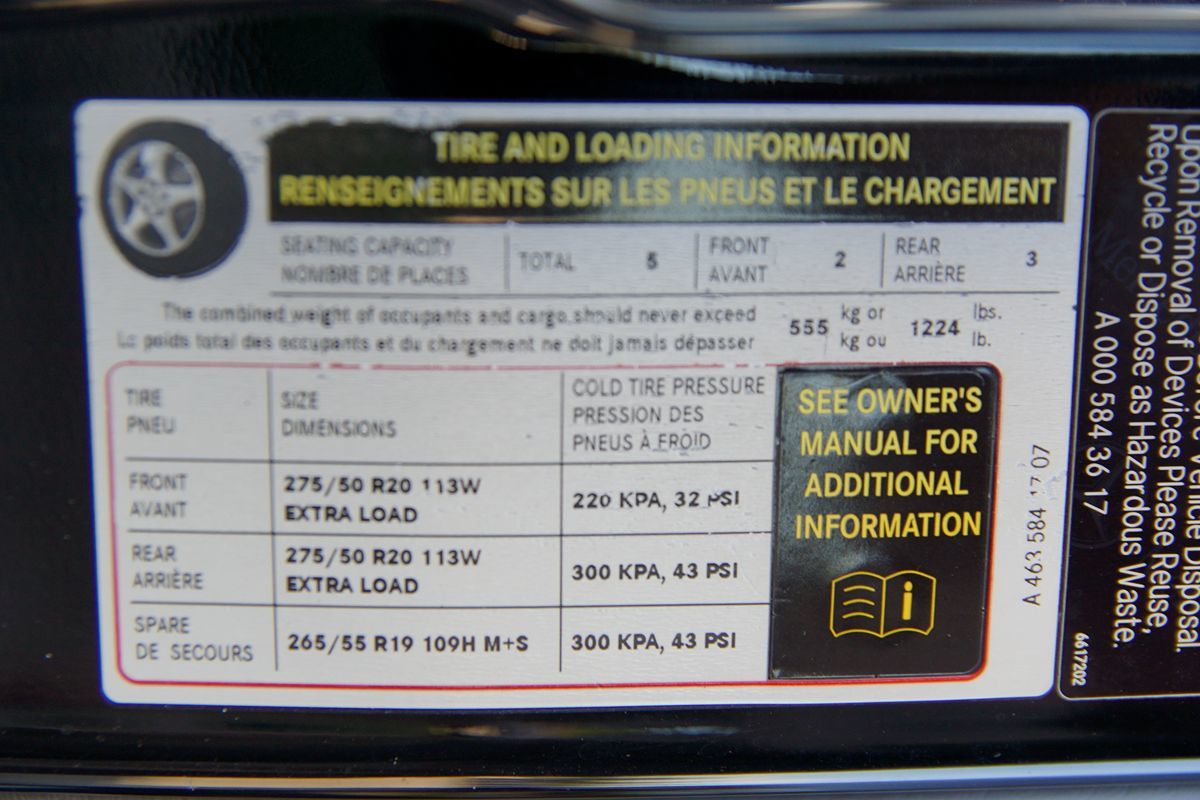 TIRE AND LOADING INFORMATION
RENSEIGNEMENTS SUR LES PNEUS ET LE CHARGEMENT
SEATING CAPACITY
NOMBRE DE PLACES
TOTAL 5
FRONT
AVANT
2
REAR
ARRIÈRE
3
The combined weight of occupants and cargo should never exceed
Le poids total des occupants et du chargement ne doit jamais dépasser
555
kg or
kg ou
1224
lbs.
lb.
TIRE
PNEU
SIZE
DIMENSIONS
COLD TIRE PRESSURE
PRESSION DES
PNEUS À FROID
FRONT
AVANT
275/50 R20 113W
EXTRA LOAD
220 KPA, 32 PSI
REAR
ARRIÈRE
275/50 R20 113W
EXTRA LOAD
300 KPA, 43 PSI
SPARE
DE SECOURS
265/55 R19 109H M+S
300 KPA, 43 PSI
SEE OWNER'S
MANUAL FOR
ADDITIONAL
INFORMATION
A 463 584 17 07
Vehicle Disposal.
Upon Removal of Devices Please Reuse,
Recycle or Dispose as Hazardous Waste.
A 000 584 36 17
6617202